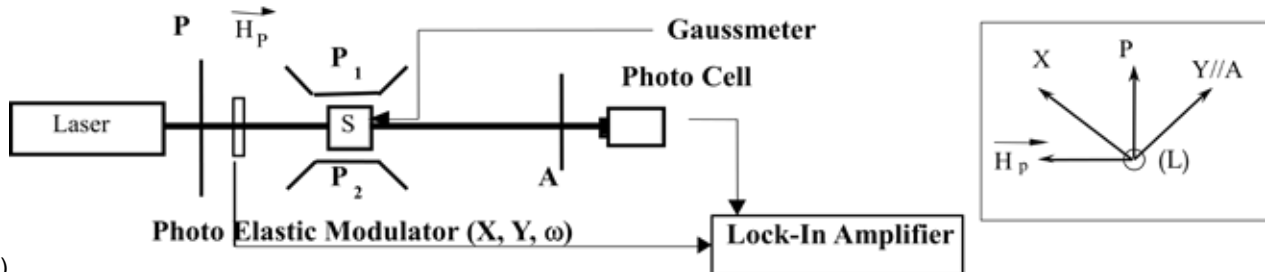 P
H_P
P_1
Gaussmeter
Photo Cell
Laser
S
P_2
A
Photo Elastic Modulator (X, Y, ω)
Lock-In Amplifier
X
P
Y//A
H_p
(L)
)